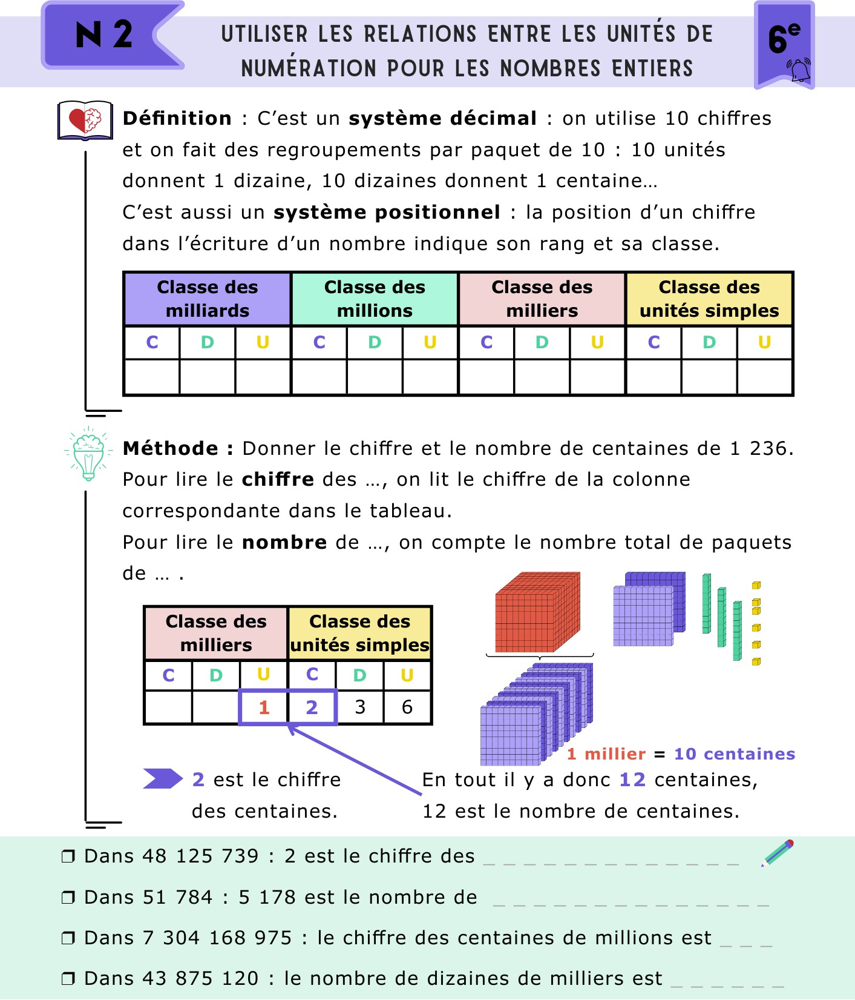 N 2
UTILISER LES RELATIONS ENTRE LES UNITÉS DE
NUMÉRATION POUR LES NOMBRES ENTIERS
6e
Définition : C’est un système décimal : on utilise 10 chiffres
et on fait des regroupements par paquet de 10 : 10 unités
donnent 1 dizaine, 10 dizaines donnent 1 centaine…
C’est aussi un système positionnel : la position d’un chiffre
dans l’écriture d’un nombre indique son rang et sa classe.
Classe des milliards Classe des millions Classe des milliers Classe des unités simples
C D U C D U C D U C D U
Méthode : Donner le chiffre et le nombre de centaines de 1 236.
Pour lire le chiffre des …, on lit le chiffre de la colonne
correspondante dans le tableau.
Pour lire le nombre de …, on compte le nombre total de paquets
de … .
Classe des milliers Classe des unités simples
C D U C D U
1 2 3 6
1 millier = 10 centaines
2 est le chiffre
des centaines.
En tout il y a donc 12 centaines,
12 est le nombre de centaines.
❐ Dans 48 125 739 : 2 est le chiffre des _ _ _ _ _ _ _ _ _ _ _ _ _
❐ Dans 51 784 : 5 178 est le nombre de _ _ _ _ _ _ _ _ _ _ _ _ _ _
❐ Dans 7 304 168 975 : le chiffre des centaines de millions est _ _ _
❐ Dans 43 875 120 : le nombre de dizaines de milliers est _ _ _ _ _ _